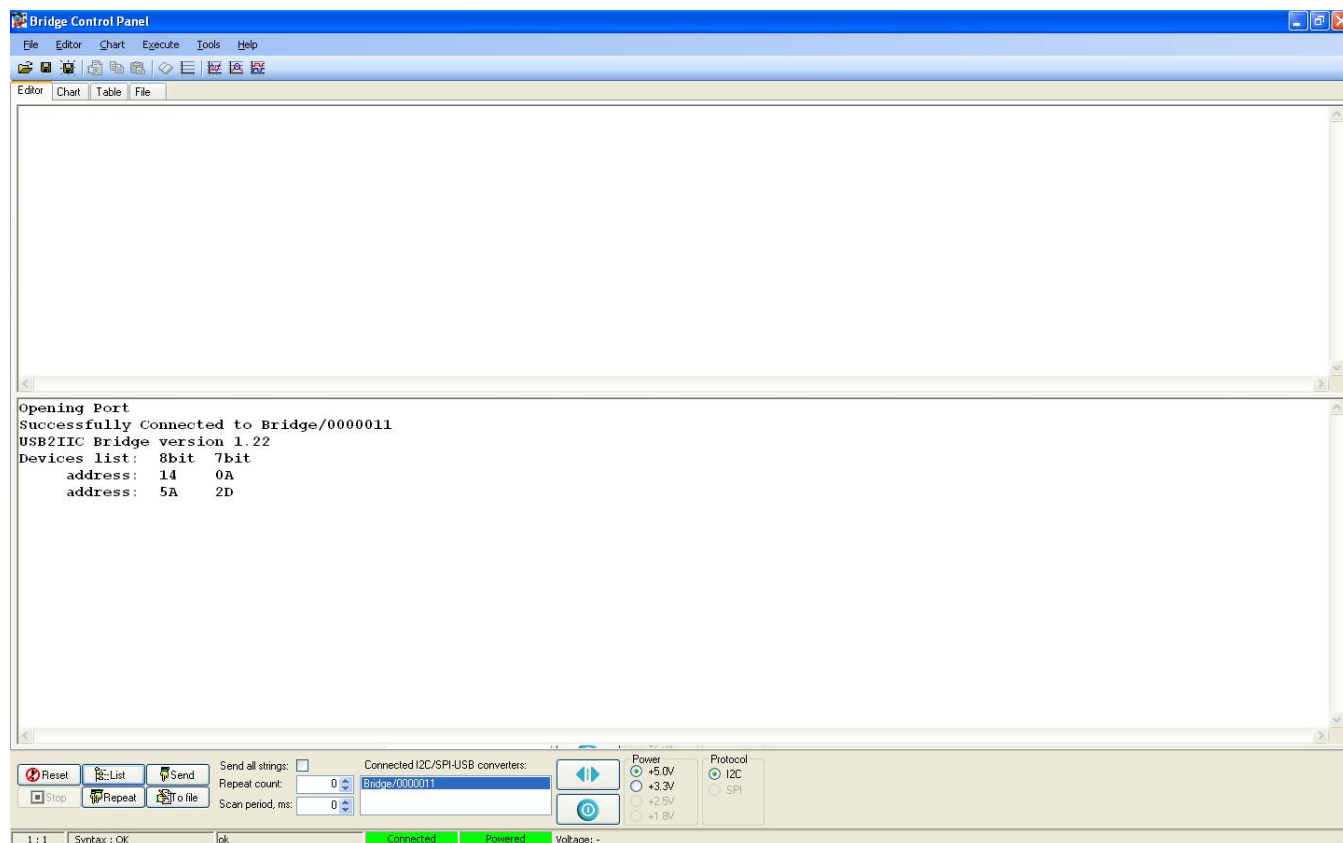 Bridge Control Panel
File Editor Chart Execute Tools Help
Editor Chart Table File
Opening Port
Successfully Connected to Bridge/0000011
USB2IIC Bridge version 1.22
Devices list: 8bit 7bit
address: 14 0A
address: 5A 2D
Reset List Send
Stop Repeat To file
Send all strings:
Repeat count: 0
Scan period, ms: 0
Connected I2C/SPI-USB converters:
Bridge/0000011
Power
+5.0V
+3.3V
+2.5V
+1.8V
Protocol
I2C
SPI
1 : 1 Syntax : OK ok Connected Powered Voltage: -